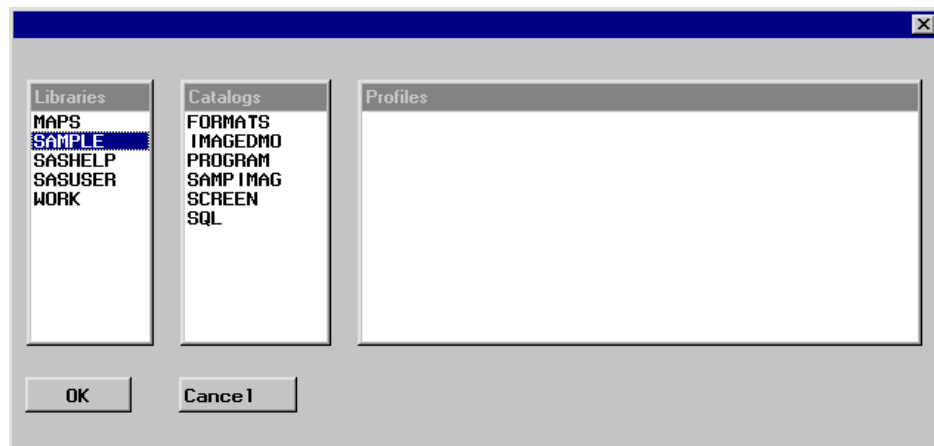 Libraries
MAPS
SAMPLE
SASHELP
SASUSER
WORK
Catalogs
FORMATS
IMAGEDMO
PROGRAM
SAMPIMAG
SCREEN
SQL
Profiles
OK
Cancel